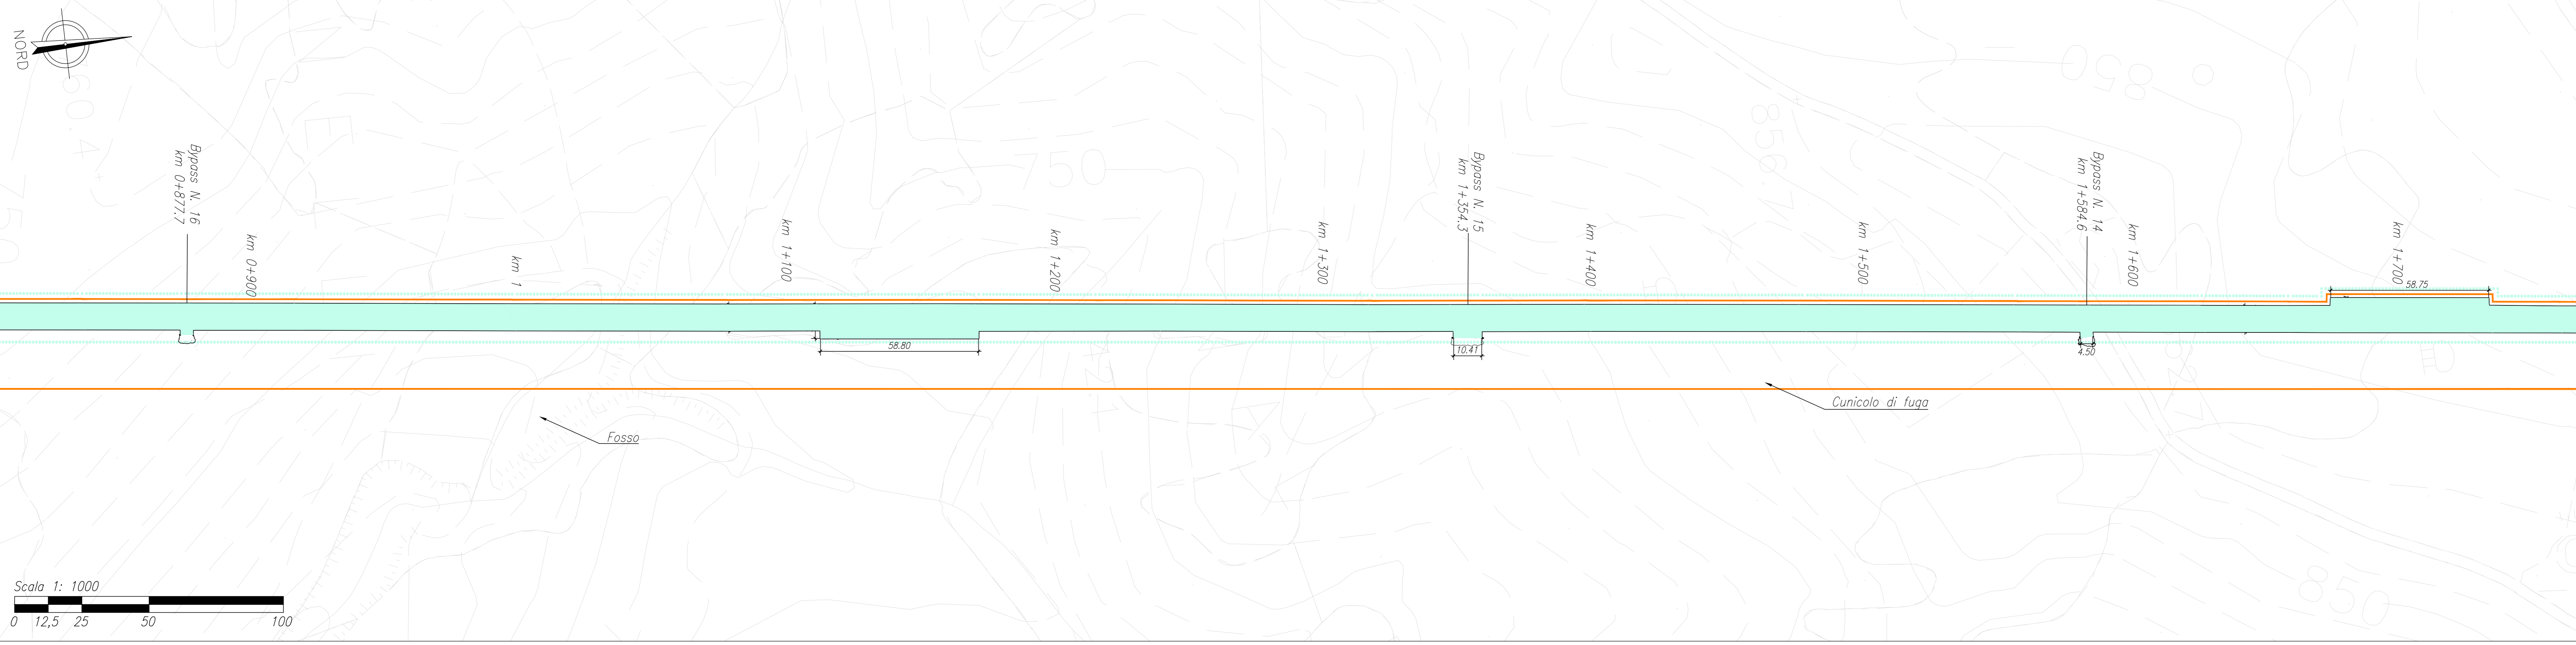 NORD
Bypass N. 16
km 0+877.7
km 0+900
km 1
km 1+100
km 1+200
km 1+300
Bypass N. 15
km 1+354.3
km 1+400
km 1+500
Bypass N. 14
km 1+584.6
km 1+600
km 1+700
58.75
58.80
10.41
4.50
Cunicolo di fuga
Fosso
750
850
Scala 1: 1000
0 12,5 25 50 100